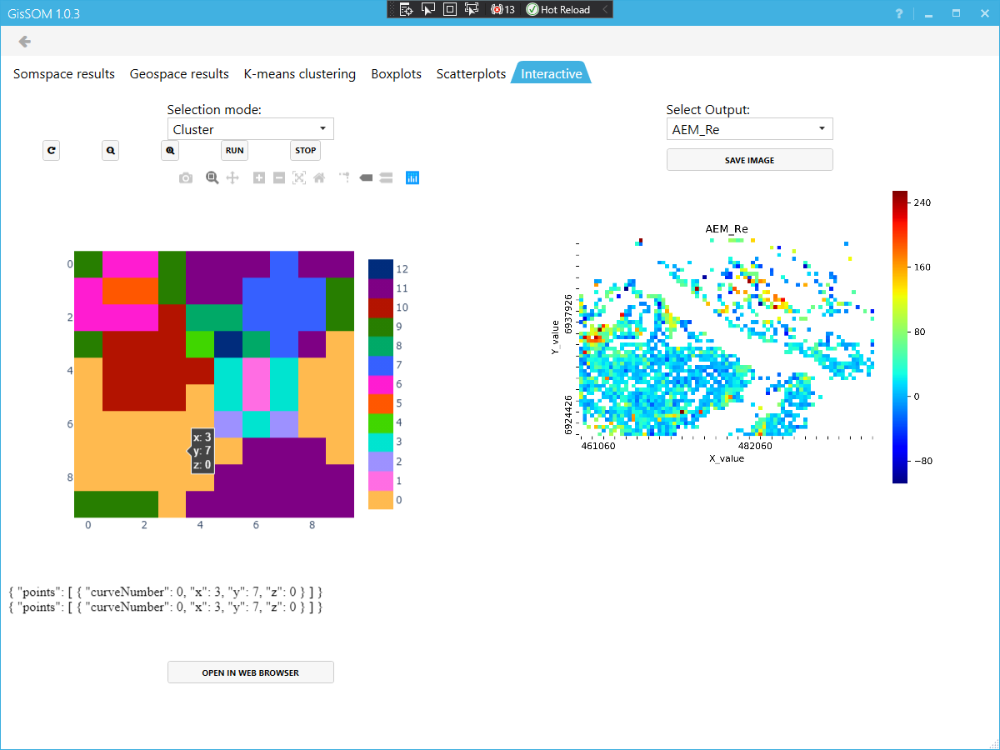 GisSOM 1.0.3
13 Hot Reload
?
Somspace results Geospace results K-means clustering Boxplots Scatterplots Interactive
Selection mode:
Cluster
RUN STOP
Select Output:
AEM_Re
SAVE IMAGE
0
2
4
6
8
0 2 4 6 8
x: 3
y: 7
z: 0
12
11
10
9
8
7
6
5
4
3
2
1
0
AEM_Re
Y_value
6937926
6924426
461060 482060
X_value
240
160
80
0
−80
{ "points": [ { "curveNumber": 0, "x": 3, "y": 7, "z": 0 } ] }
{ "points": [ { "curveNumber": 0, "x": 3, "y": 7, "z": 0 } ] }
OPEN IN WEB BROWSER